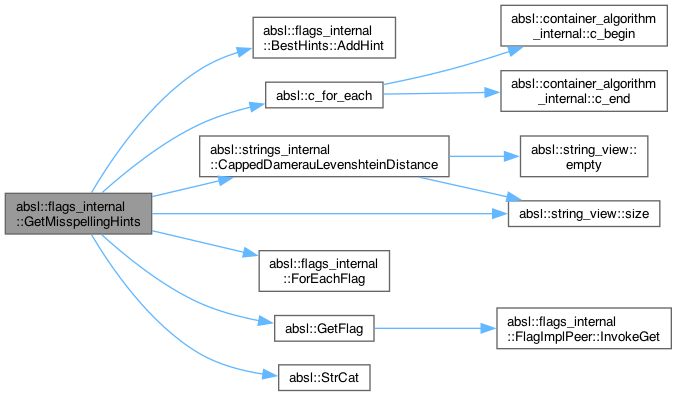 absl::flags_internal
::GetMisspellingHints
absl::flags_internal
::BestHints::AddHint
absl::c_for_each
absl::container_algorithm
_internal::c_begin
absl::container_algorithm
_internal::c_end
absl::strings_internal
::CappedDamerauLevenshteinDistance
absl::string_view::
empty
absl::string_view::size
absl::flags_internal
::ForEachFlag
absl::GetFlag
absl::flags_internal
::FlagImplPeer::InvokeGet
absl::StrCat